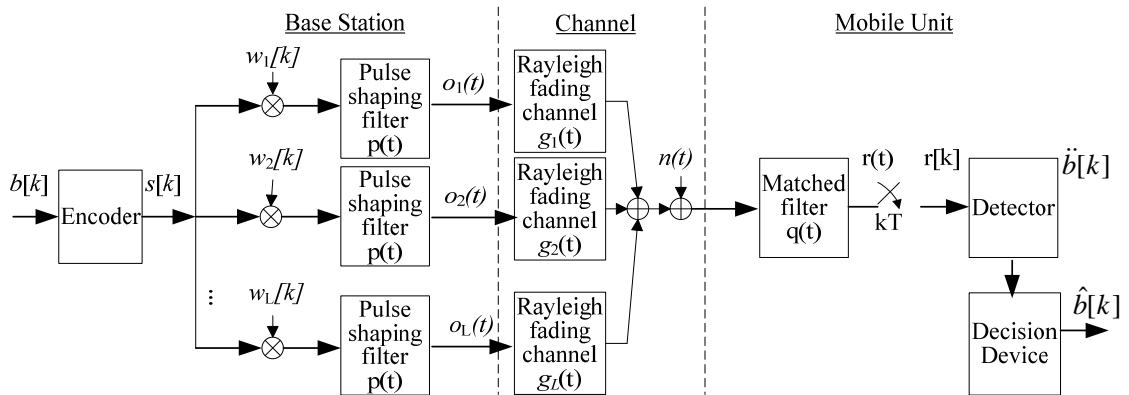 Base Station
Channel
Mobile Unit
w1[k]
Pulse
shaping
filter
p(t)
o1(t)
Rayleigh
fading
channel
g1(t)
b[k]
Encoder
s[k]
w2[k]
Pulse
shaping
filter
p(t)
o2(t)
Rayleigh
fading
channel
g2(t)
n(t)
Matched
filter
q(t)
r(t)
kT
r[k]
Detector
b̈[k]
...
wL[k]
Pulse
shaping
filter
p(t)
oL(t)
Rayleigh
fading
channel
gL(t)
Decision
Device
b̂[k]